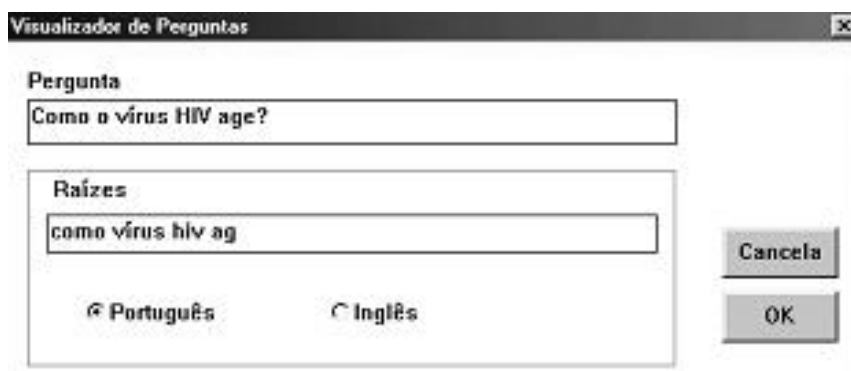 Visualizador de Perguntas
Pergunta
Como o vírus HIV age?
Raízes
como vírus hiv ag
Cancela
Português Inglês
OK